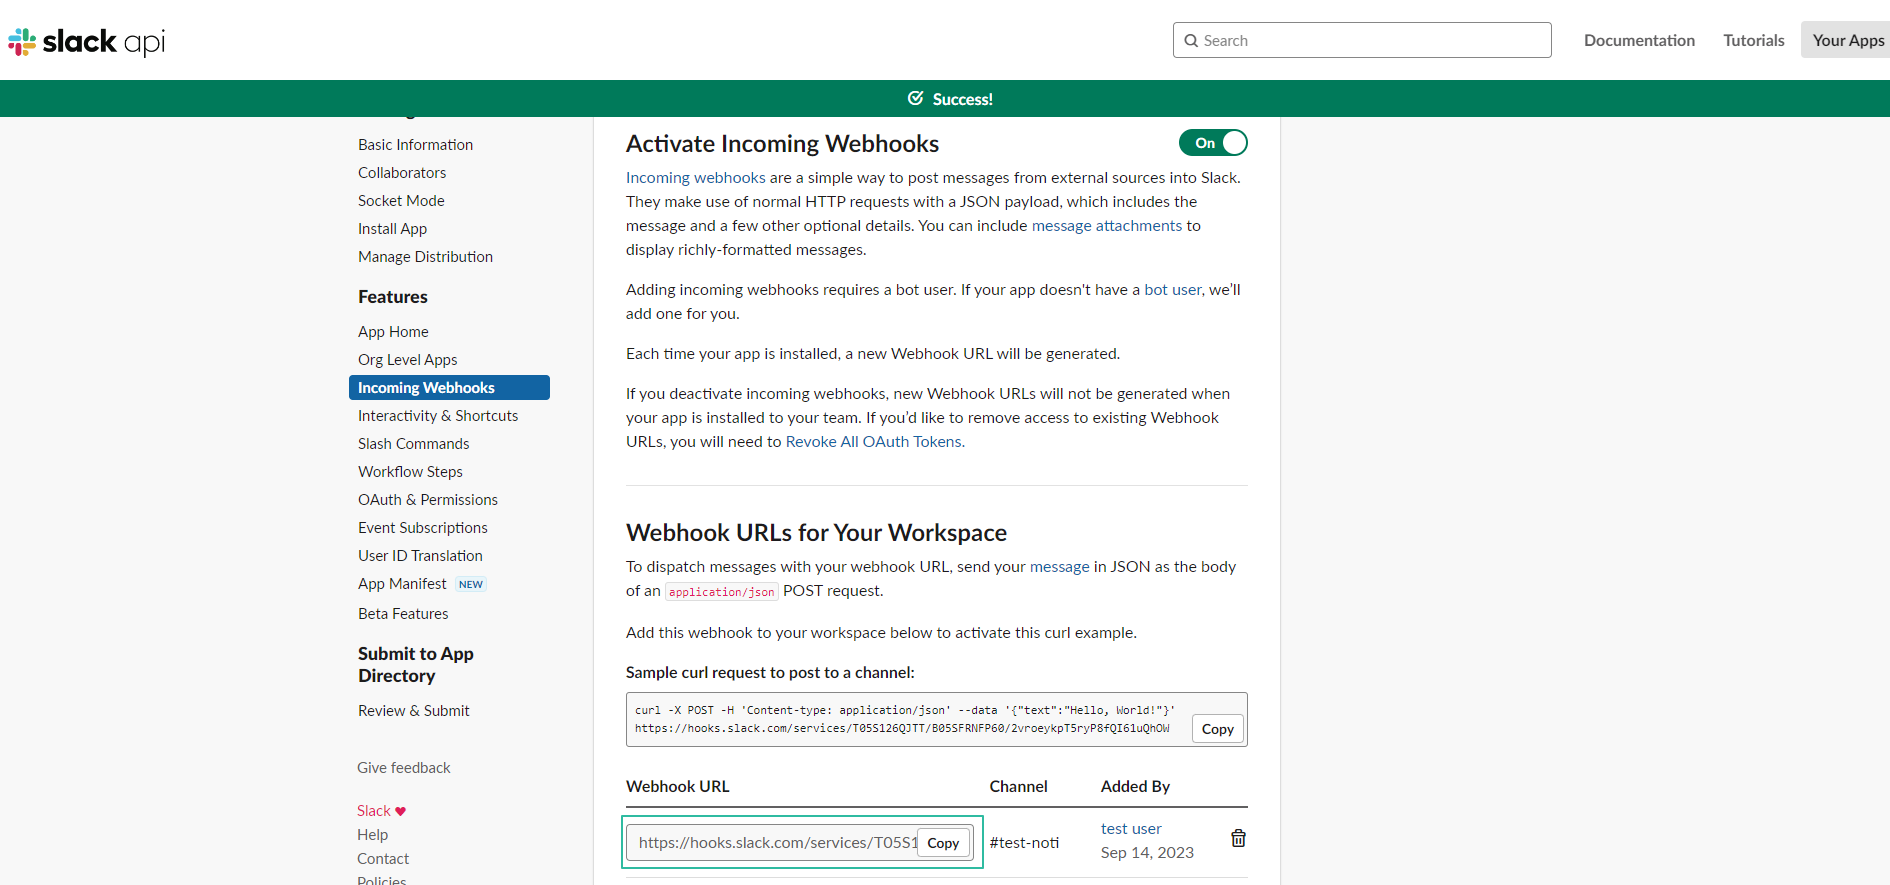 slack api
Search
Documentation
Tutorials
Your Apps
Success!
Basic Information
Collaborators
Socket Mode
Install App
Manage Distribution
Features
App Home
Org Level Apps
Incoming Webhooks
Interactivity & Shortcuts
Slash Commands
Workflow Steps
OAuth & Permissions
Event Subscriptions
User ID Translation
App Manifest NEW
Beta Features
Submit to App
Directory
Review & Submit
Give feedback
Slack
Help
Contact
Policies
Activate Incoming Webhooks
On
Incoming webhooks are a simple way to post messages from external sources into Slack.
They make use of normal HTTP requests with a JSON payload, which includes the
message and a few other optional details. You can include message attachments to
display richly-formatted messages.
Adding incoming webhooks requires a bot user. If your app doesn't have a bot user, we’ll
add one for you.
Each time your app is installed, a new Webhook URL will be generated.
If you deactivate incoming webhooks, new Webhook URLs will not be generated when
your app is installed to your team. If you’d like to remove access to existing Webhook
URLs, you will need to Revoke All OAuth Tokens.
Webhook URLs for Your Workspace
To dispatch messages with your webhook URL, send your message in JSON as the body
of an application/json POST request.
Add this webhook to your workspace below to activate this curl example.
Sample curl request to post to a channel:
curl -X POST -H 'Content-type: application/json' --data '{"text":"Hello, World!"}'
https://hooks.slack.com/services/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
Copy
Webhook URL
Channel
Added By
https://hooks.slack.com/services/T05S1
Copy
#test-noti
test user
Sep 14, 2023